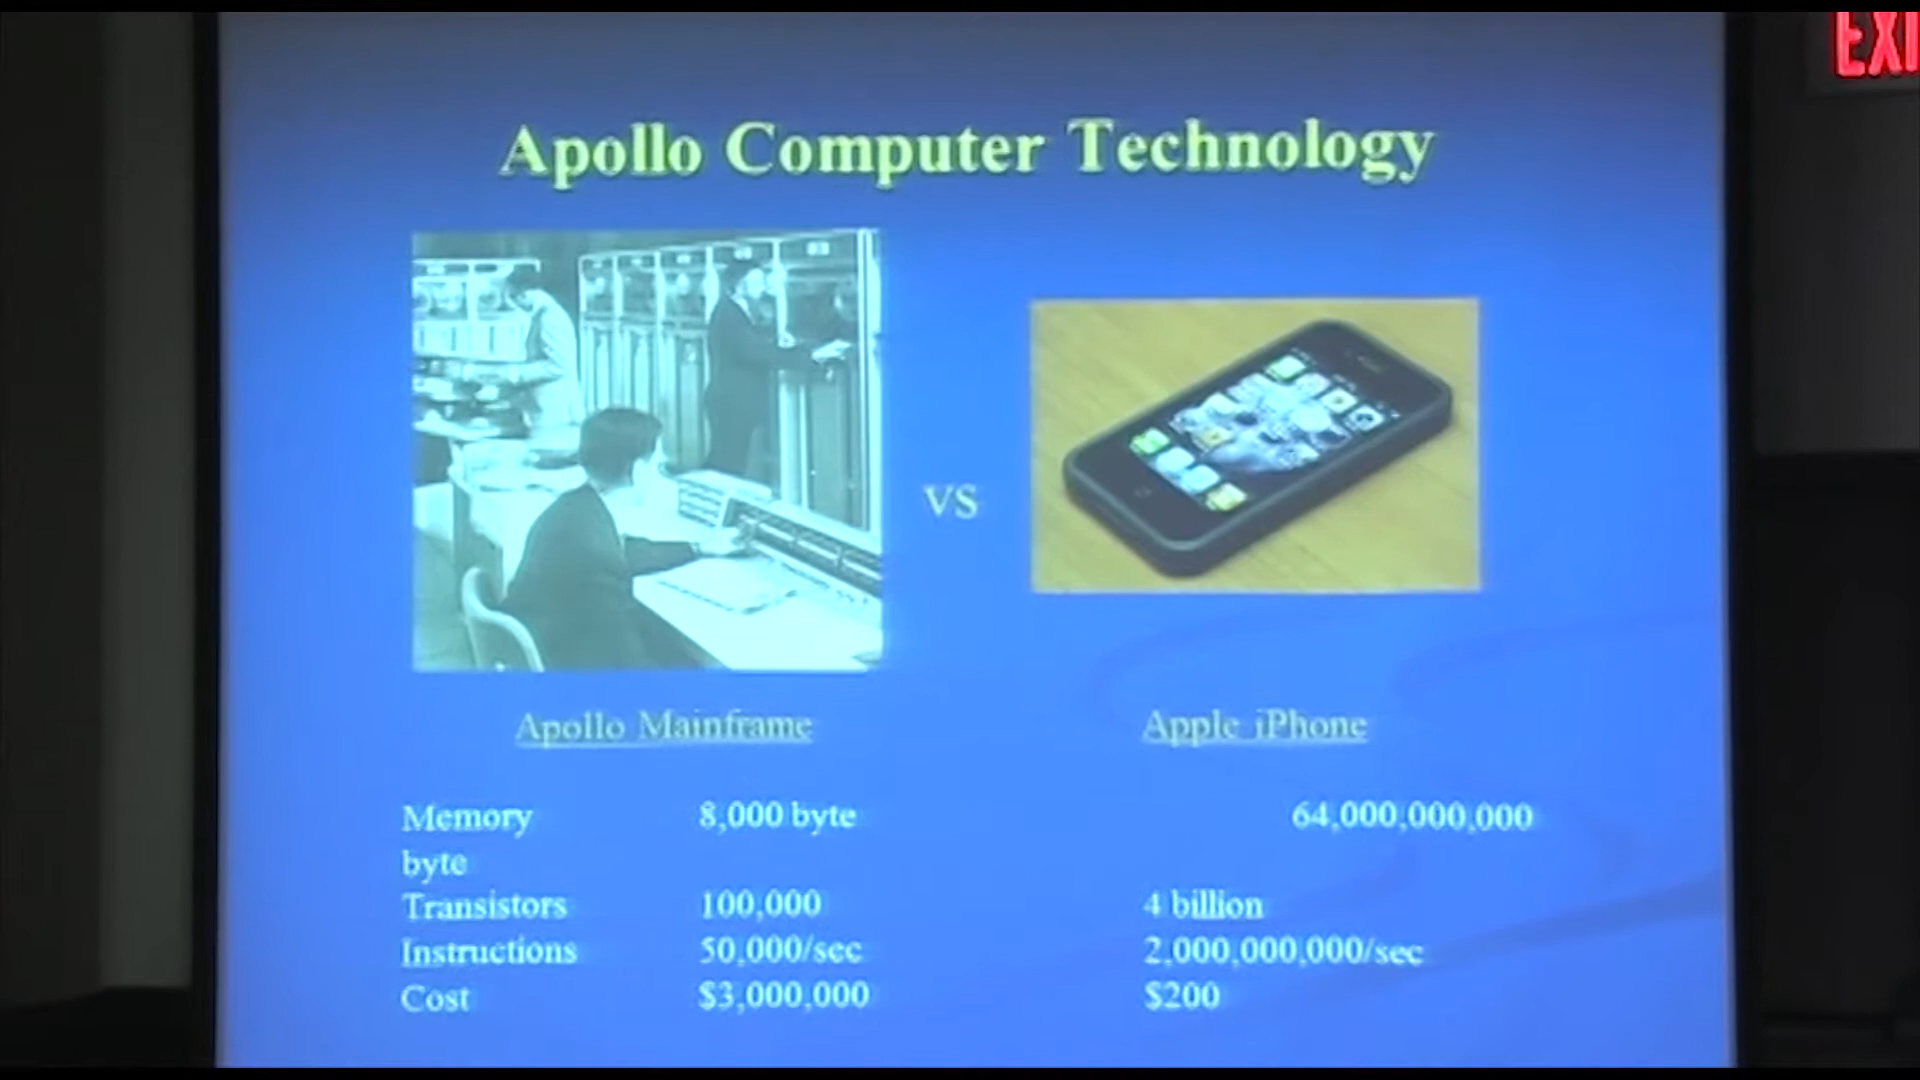 EXI
Apollo Computer Technology
VS
Apollo Mainframe Apple iPhone
Memory 8,000 byte 64,000,000,000
byte
Transistors 100,000 4 billion
Instructions 50,000/sec 2,000,000,000/sec
Cost $3,000,000 $200